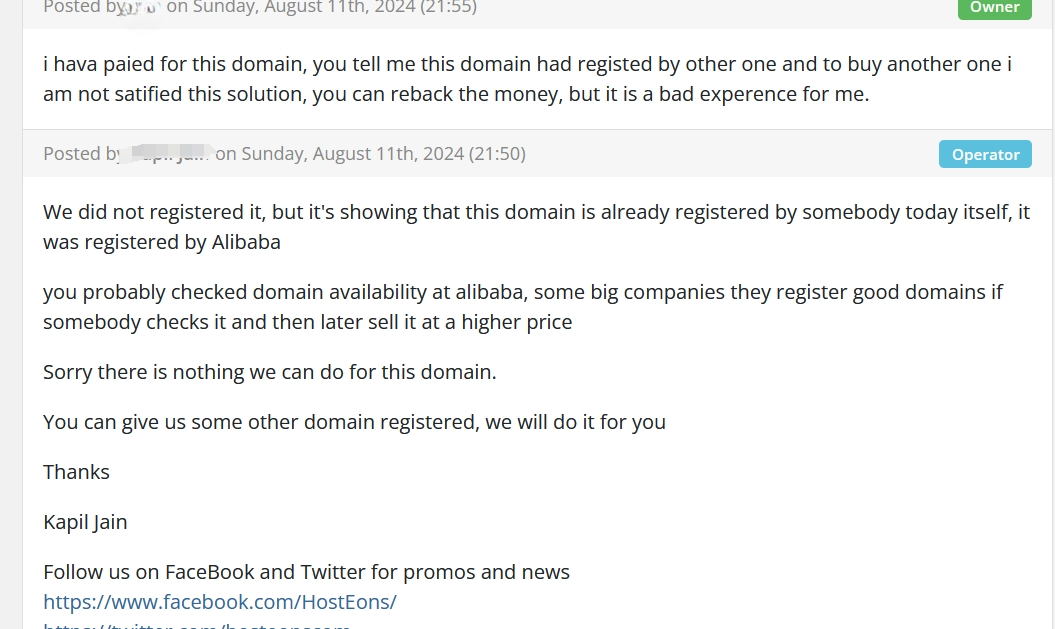 Posted by on Sunday, August 11th, 2024 (21:55)
Owner
i hava paied for this domain, you tell me this domain had registed by other one and to buy another one i
am not satified this solution, you can reback the money, but it is a bad experence for me.
Posted by on Sunday, August 11th, 2024 (21:50)
Operator
We did not registered it, but it's showing that this domain is already registered by somebody today itself, it
was registered by Alibaba
you probably checked domain availability at alibaba, some big companies they register good domains if
somebody checks it and then later sell it at a higher price
Sorry there is nothing we can do for this domain.
You can give us some other domain registered, we will do it for you
Thanks
Kapil Jain
Follow us on FaceBook and Twitter for promos and news
https://www.facebook.com/HostEons/